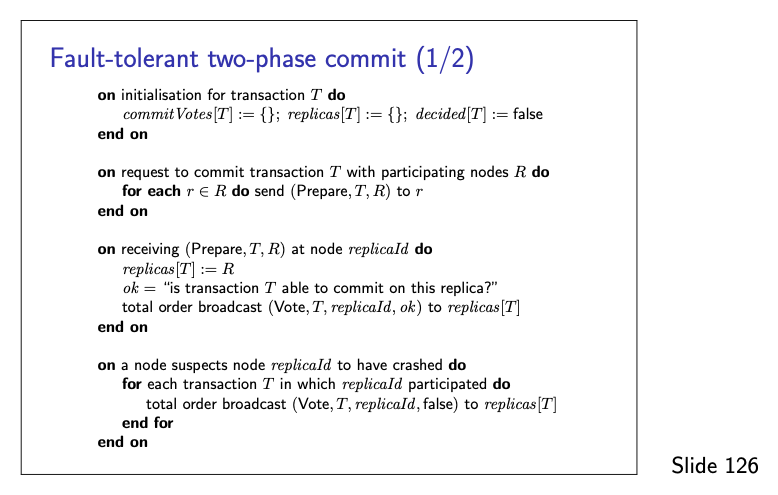 Fault-tolerant two-phase commit (1/2)
on initialisation for transaction T do
commitVotes[T] := {}; replicas[T] := {}; decided[T] := false
end on
on request to commit transaction T with participating nodes R do
for each r ∈ R do send (Prepare, T, R) to r
end on
on receiving (Prepare, T, R) at node replicaId do
replicas[T] := R
ok = “is transaction T able to commit on this replica?”
total order broadcast (Vote, T, replicaId, ok) to replicas[T]
end on
on a node suspects node replicaId to have crashed do
for each transaction T in which replicaId participated do
total order broadcast (Vote, T, replicaId, false) to replicas[T]
end for
end on
Slide 126